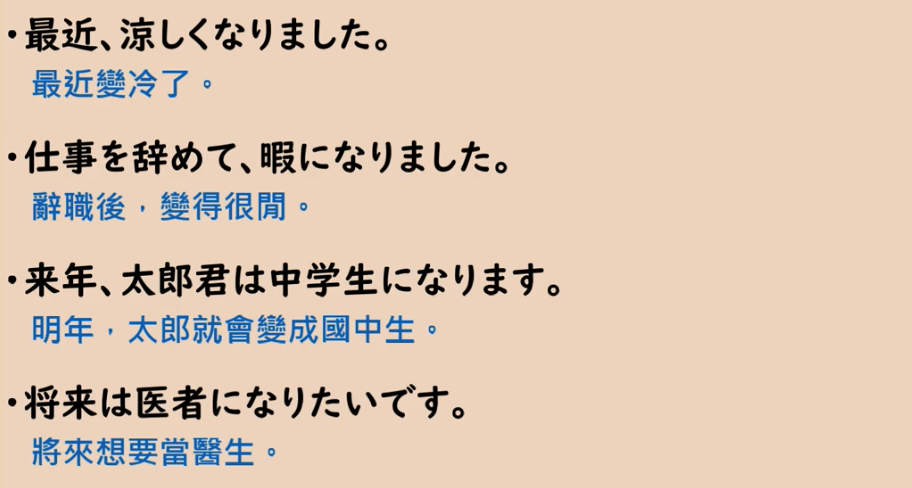 ・最近、涼しくなりました。
最近變冷了。
・仕事を辞めて、暇になりました。
辭職後，變得很閒。
・来年、太郎君は中学生になります。
明年，太郎就會變成國中生。
・将来は医者になりたいです。
將來想要當醫生。